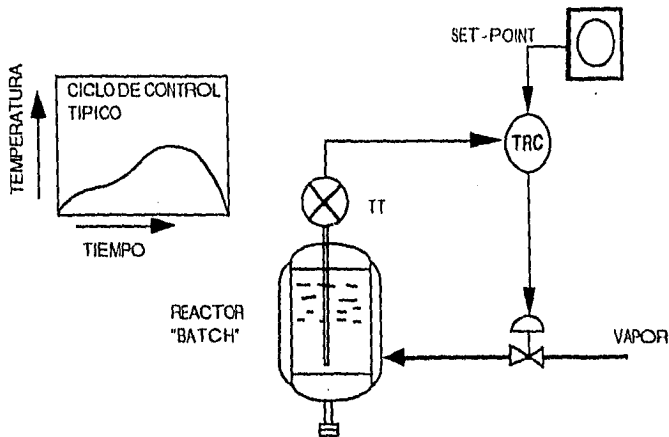 SET-POINT
CICLO DE CONTROL
TIPICO
TEMPERATURA
TRC
TT
TIEMPO
REACTOR
"BATCH"
VAPOR